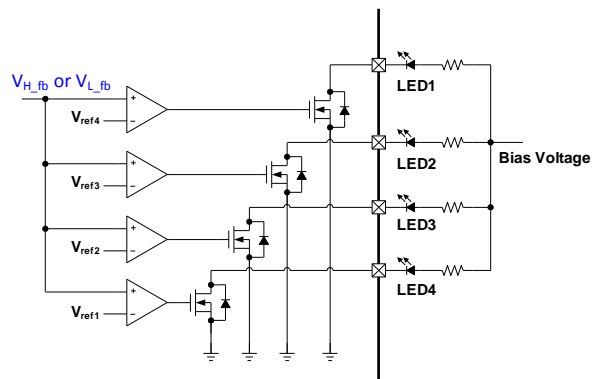 LED1
V_H_fb or V_L_fb
+
−
V_ref4
LED2
Bias Voltage
+
−
V_ref3
LED3
+
−
V_ref2
LED4
+
−
V_ref1